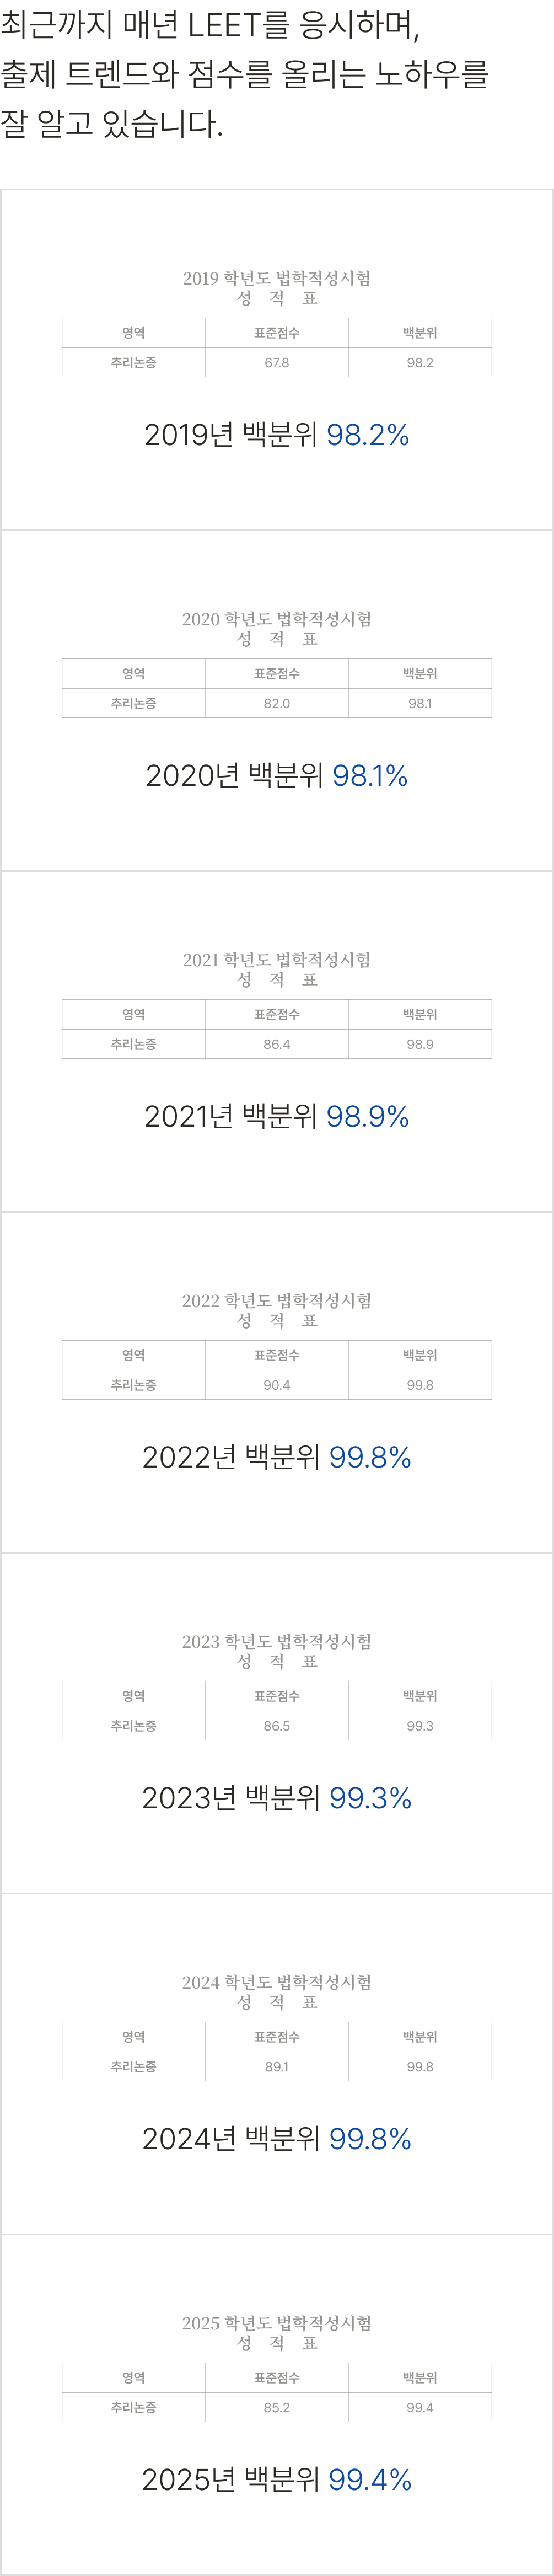 최근까지 매년 LEET를 응시하며,
출제 트렌드와 점수를 올리는 노하우를
잘 알고 있습니다.
2019 학년도 법학적성시험
성 적 표
영역 표준점수 백분위
추리논증 67.8 98.2
2019년 백분위 98.2%
2020 학년도 법학적성시험
성 적 표
영역 표준점수 백분위
추리논증 82.0 98.1
2020년 백분위 98.1%
2021 학년도 법학적성시험
성 적 표
영역 표준점수 백분위
추리논증 86.4 98.9
2021년 백분위 98.9%
2022 학년도 법학적성시험
성 적 표
영역 표준점수 백분위
추리논증 90.4 99.8
2022년 백분위 99.8%
2023 학년도 법학적성시험
성 적 표
영역 표준점수 백분위
추리논증 86.5 99.3
2023년 백분위 99.3%
2024 학년도 법학적성시험
성 적 표
영역 표준점수 백분위
추리논증 89.1 99.8
2024년 백분위 99.8%
2025 학년도 법학적성시험
성 적 표
영역 표준점수 백분위
추리논증 85.2 99.4
2025년 백분위 99.4%